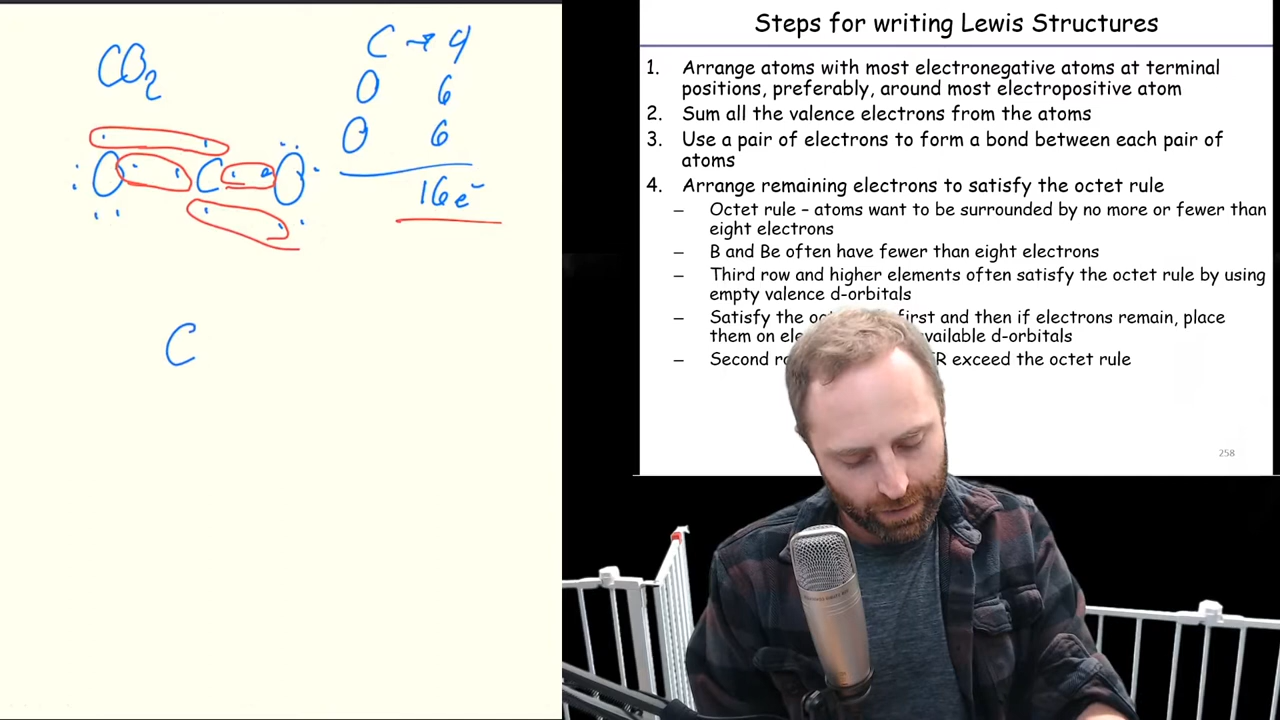 CO2
C → 4
O 6
O 6
16e-
: O C O
C
Steps for writing Lewis Structures
1. Arrange atoms with most electronegative atoms at terminal
positions, preferably, around most electropositive atom
2. Sum all the valence electrons from the atoms
3. Use a pair of electrons to form a bond between each pair of
atoms
4. Arrange remaining electrons to satisfy the octet rule
– Octet rule – atoms want to be surrounded by no more or fewer than
eight electrons
– B and Be often have fewer than eight electrons
– Third row and higher elements often satisfy the octet rule by using
empty valence d-orbitals
– Satisfy the first and then if electrons remain, place
them on available d-orbitals
– Second exceed the octet rule
258